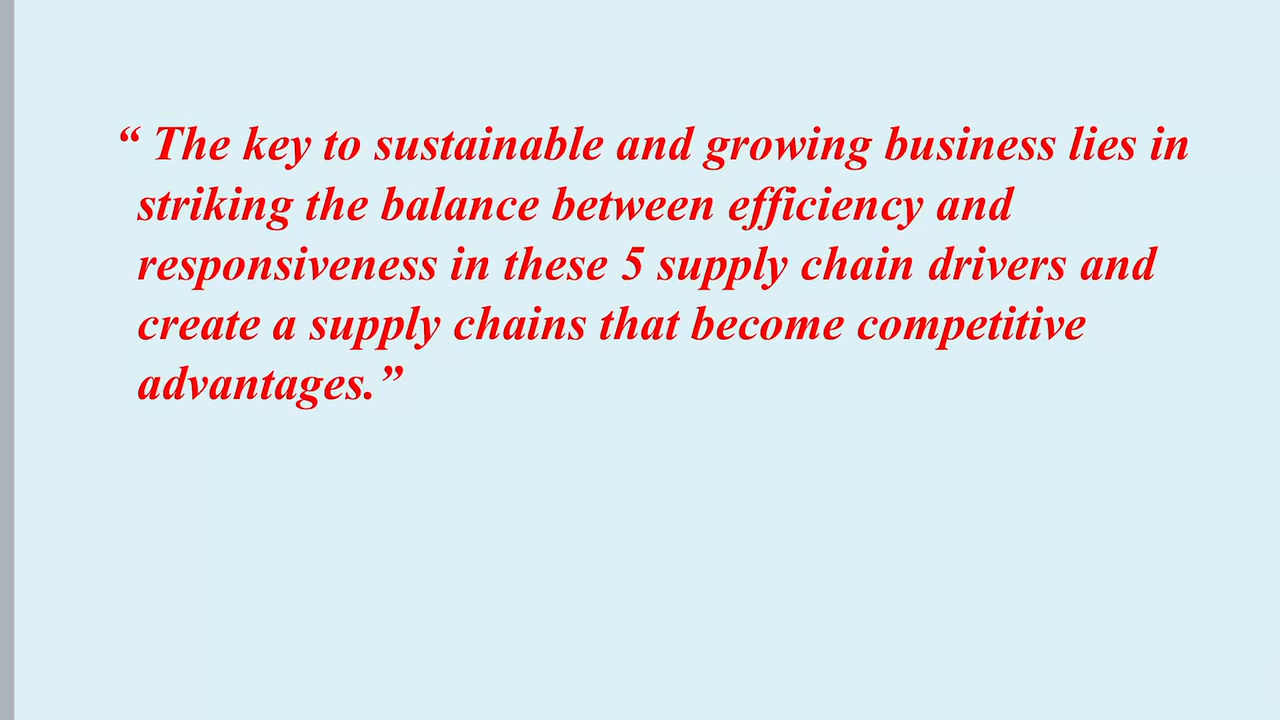 “ The key to sustainable and growing business lies in
striking the balance between efficiency and
responsiveness in these 5 supply chain drivers and
create a supply chains that become competitive
advantages.”